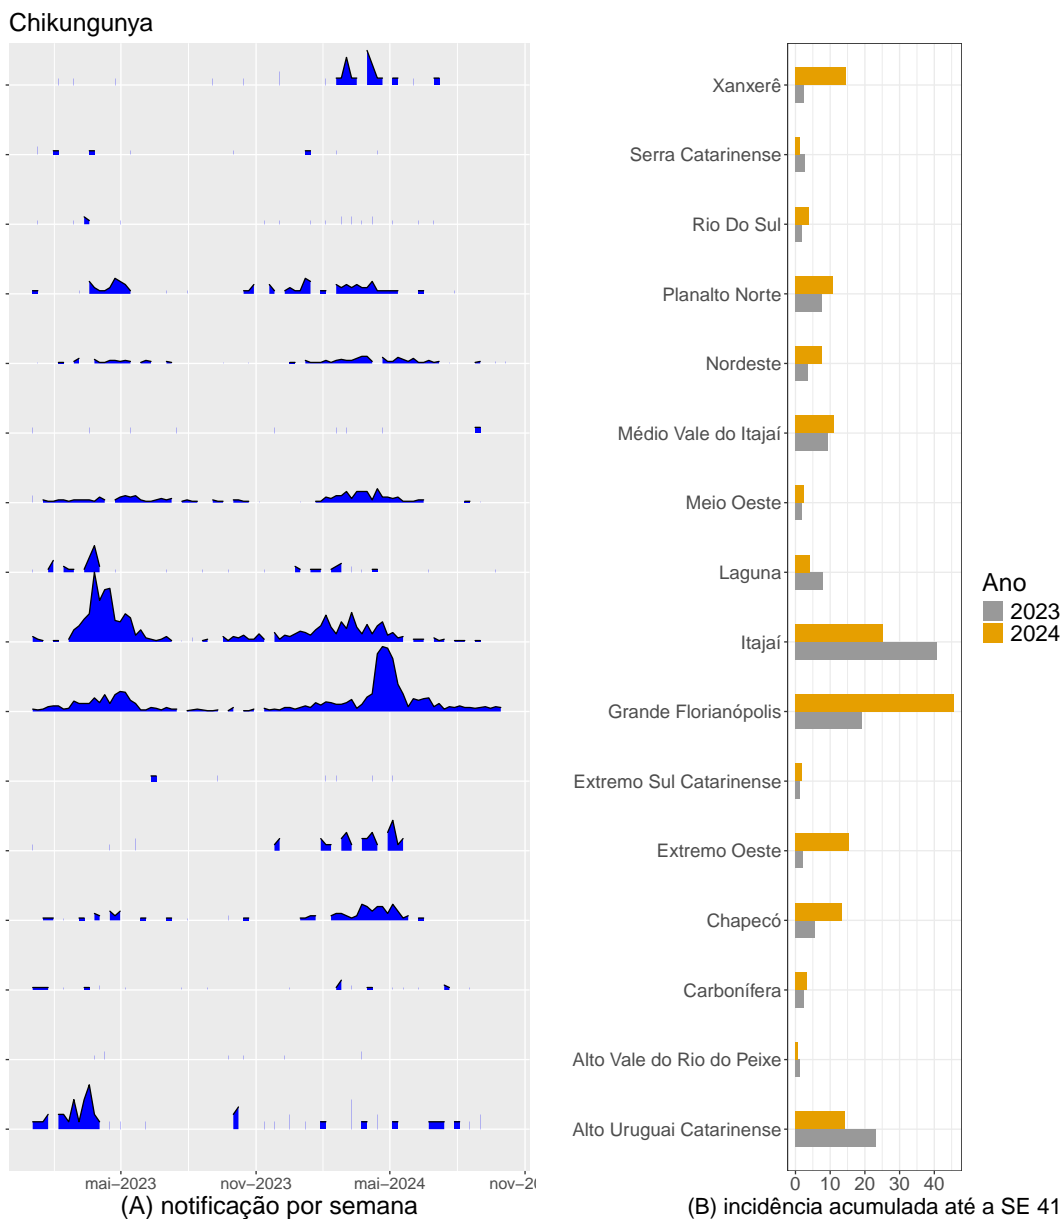 Chikungunya
Xanxerê
Serra Catarinense
Rio Do Sul
Planalto Norte
Nordeste
Médio Vale do Itajaí
Meio Oeste
Laguna
Itajaí
Grande Florianópolis
Extremo Sul Catarinense
Extremo Oeste
Chapecó
Carbonífera
Alto Vale do Rio do Peixe
Alto Uruguai Catarinense
Ano
2023
2024
mai–2023 nov–2023 mai–2024 nov–20
(A) notificação por semana
0 10 20 30 40
(B) incidência acumulada até a SE 41